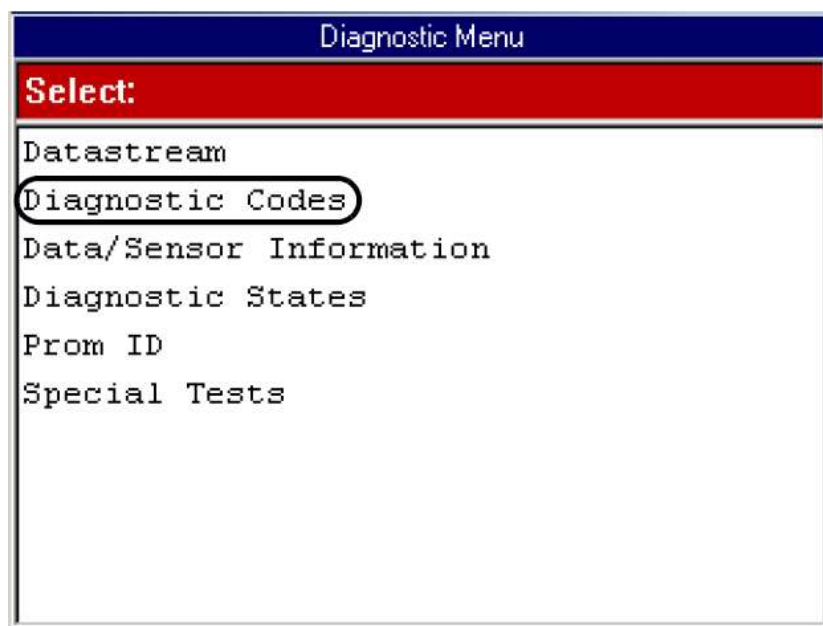 Diagnostic Menu
Select:
Datastream
Diagnostic Codes
Data/Sensor Information
Diagnostic States
Prom ID
Special Tests